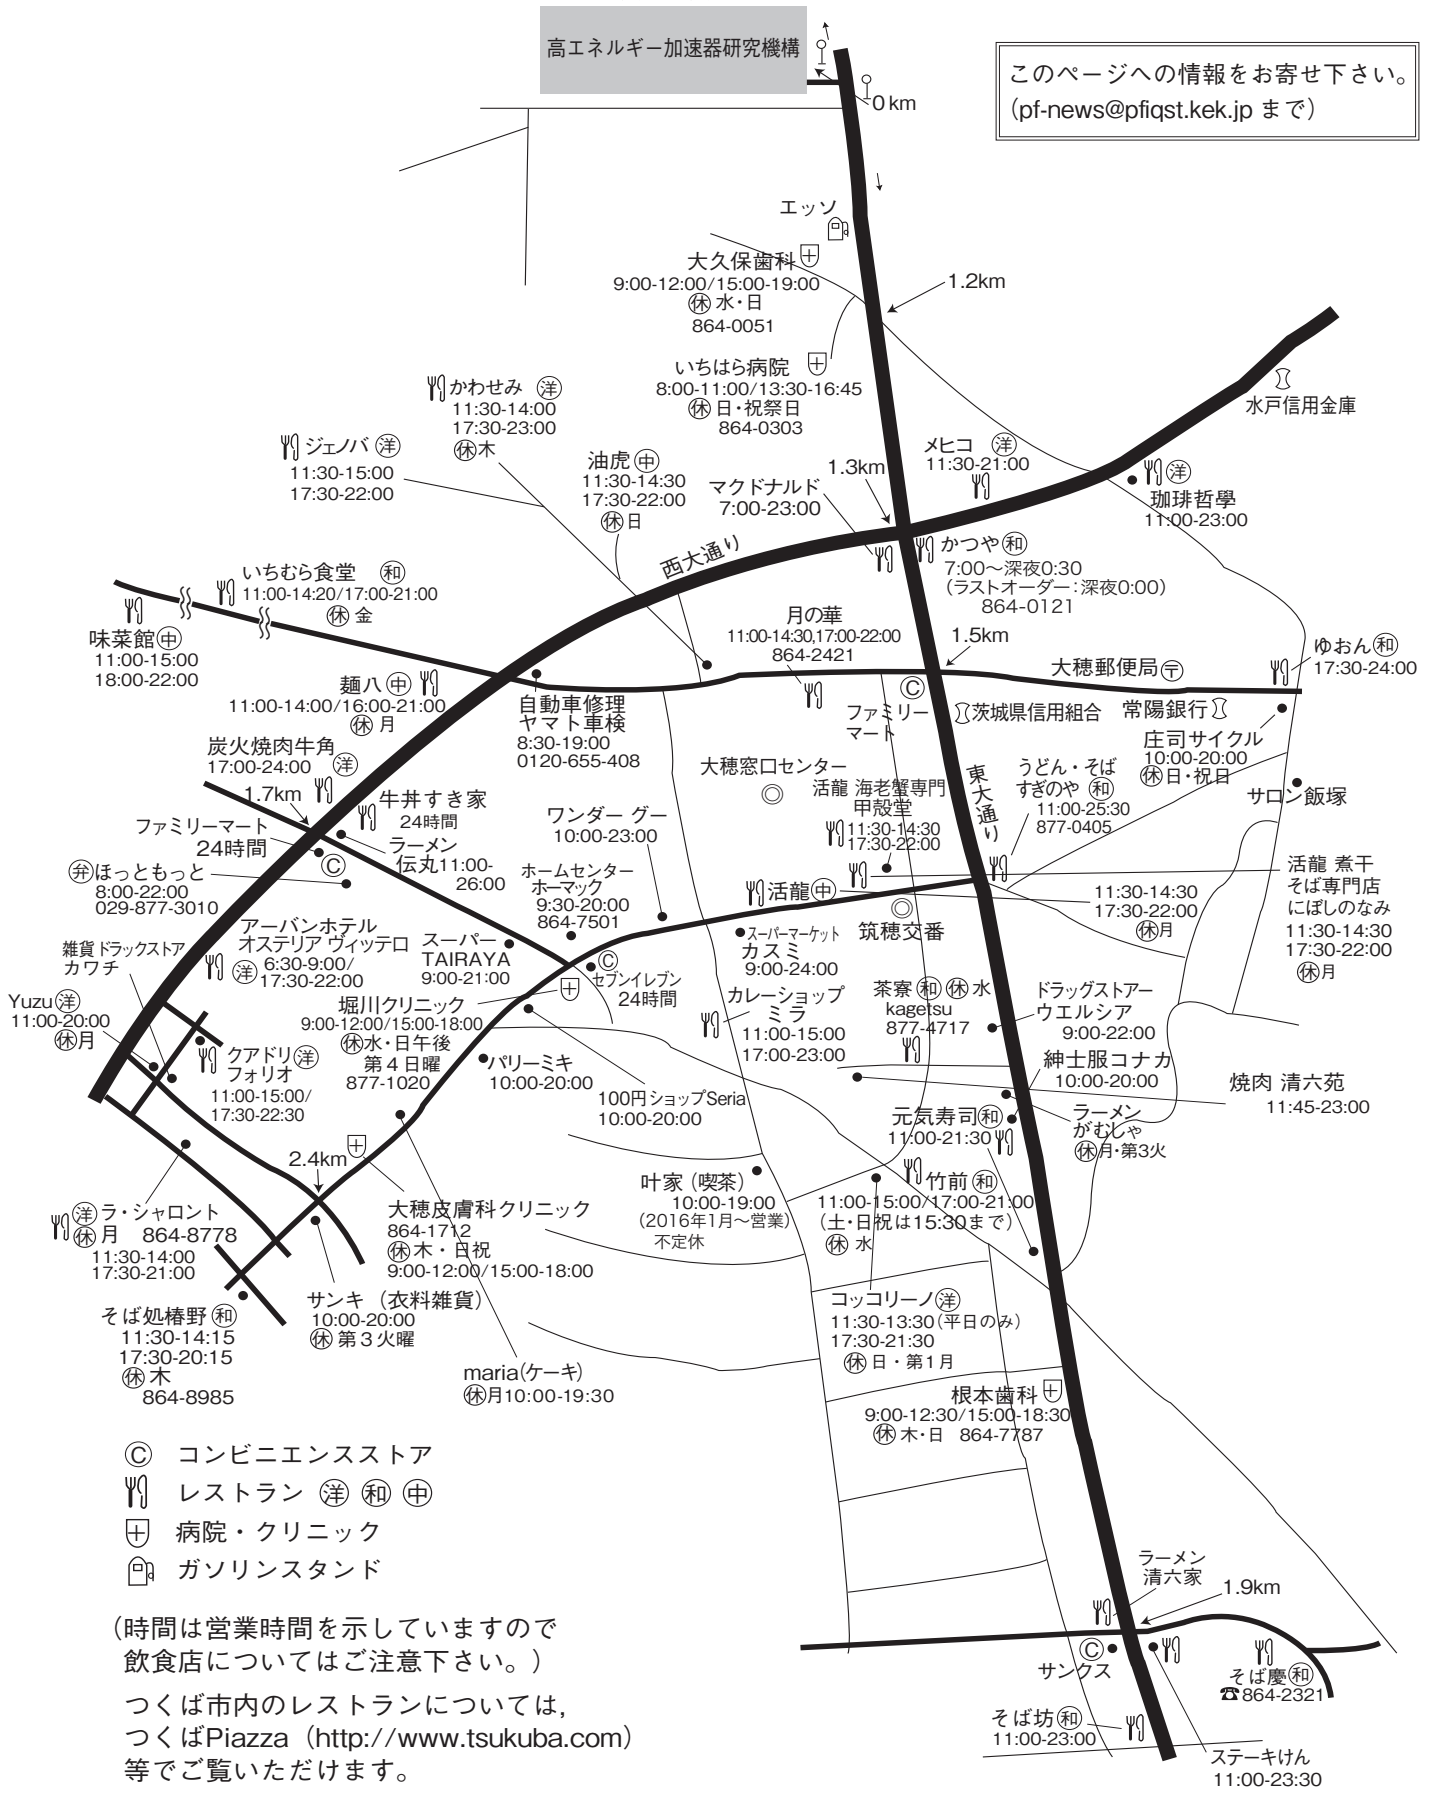 高エネルギー加速器研究機構
このページへの情報をお寄せ下さい。
(pf-news@pfiqst.kek.jp まで)
0 km
エッソ
大久保歯科
9:00-12:00/15:00-19:00
休 水・日
864-0051
1.2km
いちはら病院
8:00-11:00/13:30-16:45
休 日・祝祭日
864-0303
水戸信用金庫
かわせみ 洋
11:30-14:00
17:30-23:00
休木
ジェノバ 洋
11:30-15:00
17:30-22:00
油虎 中
11:30-14:30
17:30-22:00
休日
マクドナルド
7:00-23:00
1.3km
メヒコ 洋
11:30-21:00
洋
珈琲哲學
11:00-23:00
西大通り
かつや 和
7:00〜深夜0:30
(ラストオーダー:深夜0:00)
864-0121
いちむら食堂 和
11:00-14:20/17:00-21:00
休 金
味菜館 中
11:00-15:00
18:00-22:00
月の華
11:00-14:30,17:00-22:00
864-2421
1.5km
大穂郵便局 〒
ゆおん 和
17:30-24:00
麺八 中
11:00-14:00/16:00-21:00
休 月
自動車修理
ヤマト車検
8:30-19:00
0120-655-408
C
ファミリー
マート
茨城県信用組合
常陽銀行
庄司サイクル
10:00-20:00
休 日・祝日
サロン飯塚
炭火焼肉牛角
17:00-24:00 洋
1.7km
牛丼すき家
24時間
ファミリーマート
24時間
C
ラーメン
伝丸11:00-
26:00
弁 ほっともっと
8:00-22:00
029-877-3010
大穂窓口センター
◎
活龍 海老蟹専門
甲殻堂
11:30-14:30
17:30-22:00
東大通り
うどん・そば
すぎのや 和
11:00-25:30
877-0405
ワンダー グー
10:00-23:00
ホームセンター
ホーマック
9:30-20:00
864-7501
活龍 中
11:30-14:30
17:30-22:00
休月
活龍 煮干
そば専門店
にぼしのなみ
11:30-14:30
17:30-22:00
休月
◎
筑穂交番
アーバンホテル
オステリア ヴィッテロ
洋 6:30-9:00/
17:30-22:00
雑貨 ドラックストア
カワチ
スーパー
TAIRAYA
9:00-21:00
C
セブンイレブン
24時間
スーパーマーケット
カスミ
9:00-24:00
Yuzu 洋
11:00-20:00
休月
堀川クリニック
9:00-12:00/15:00-18:00
休水・日午後
第4日曜
877-1020
カレーショップ
ミラ
11:00-15:00
17:00-23:00
茶寮 和 休 水
kagetsu
877-4717
ドラッグストアー
ウエルシア
9:00-22:00
クアドリ 洋
フォリオ
11:00-15:00/
17:30-22:30
パリーミキ
10:00-20:00
100円 ショップSeria
10:00-20:00
紳士服コナカ
10:00-20:00
焼肉 清六苑
11:45-23:00
元気寿司 和
11:00-21:30
ラーメン
がむしゃ
休月・第3火
2.4km
洋 ラ・シャロント
休 月 864-8778
11:30-14:00
17:30-21:00
大穂皮膚科クリニック
864-1712
休 木・日祝
9:00-12:00/15:00-18:00
叶家(喫茶)
10:00-19:00
(2016年1月〜営業)
不定休
竹前 和
11:00-15:00/17:00-21:00
(土・日祝は15:30まで)
休 水
そば処椿野 和
11:30-14:15
17:30-20:15
休 木
864-8985
サンキ (衣料雑貨)
10:00-20:00
休 第3火曜
maria(ケーキ)
休月10:00-19:30
コッコリーノ 洋
11:30-13:30(平日のみ)
17:30-21:30
休 日・第1月
根本歯科
9:00-12:30/15:00-18:30
休 木・日 864-7787
C コンビニエンスストア
レストラン 洋 和 中
病院・クリニック
ガソリンスタンド
(時間は営業時間を示していますので
飲食店についてはご注意下さい。)
つくば市内のレストランについては,
つくばPiazza(http://www.tsukuba.com)
等でご覧いただけます。
ラーメン
清六家
1.9km
C
サンクス
そば慶 和
☎864-2321
そば坊 和
11:00-23:00
ステーキけん
11:00-23:30